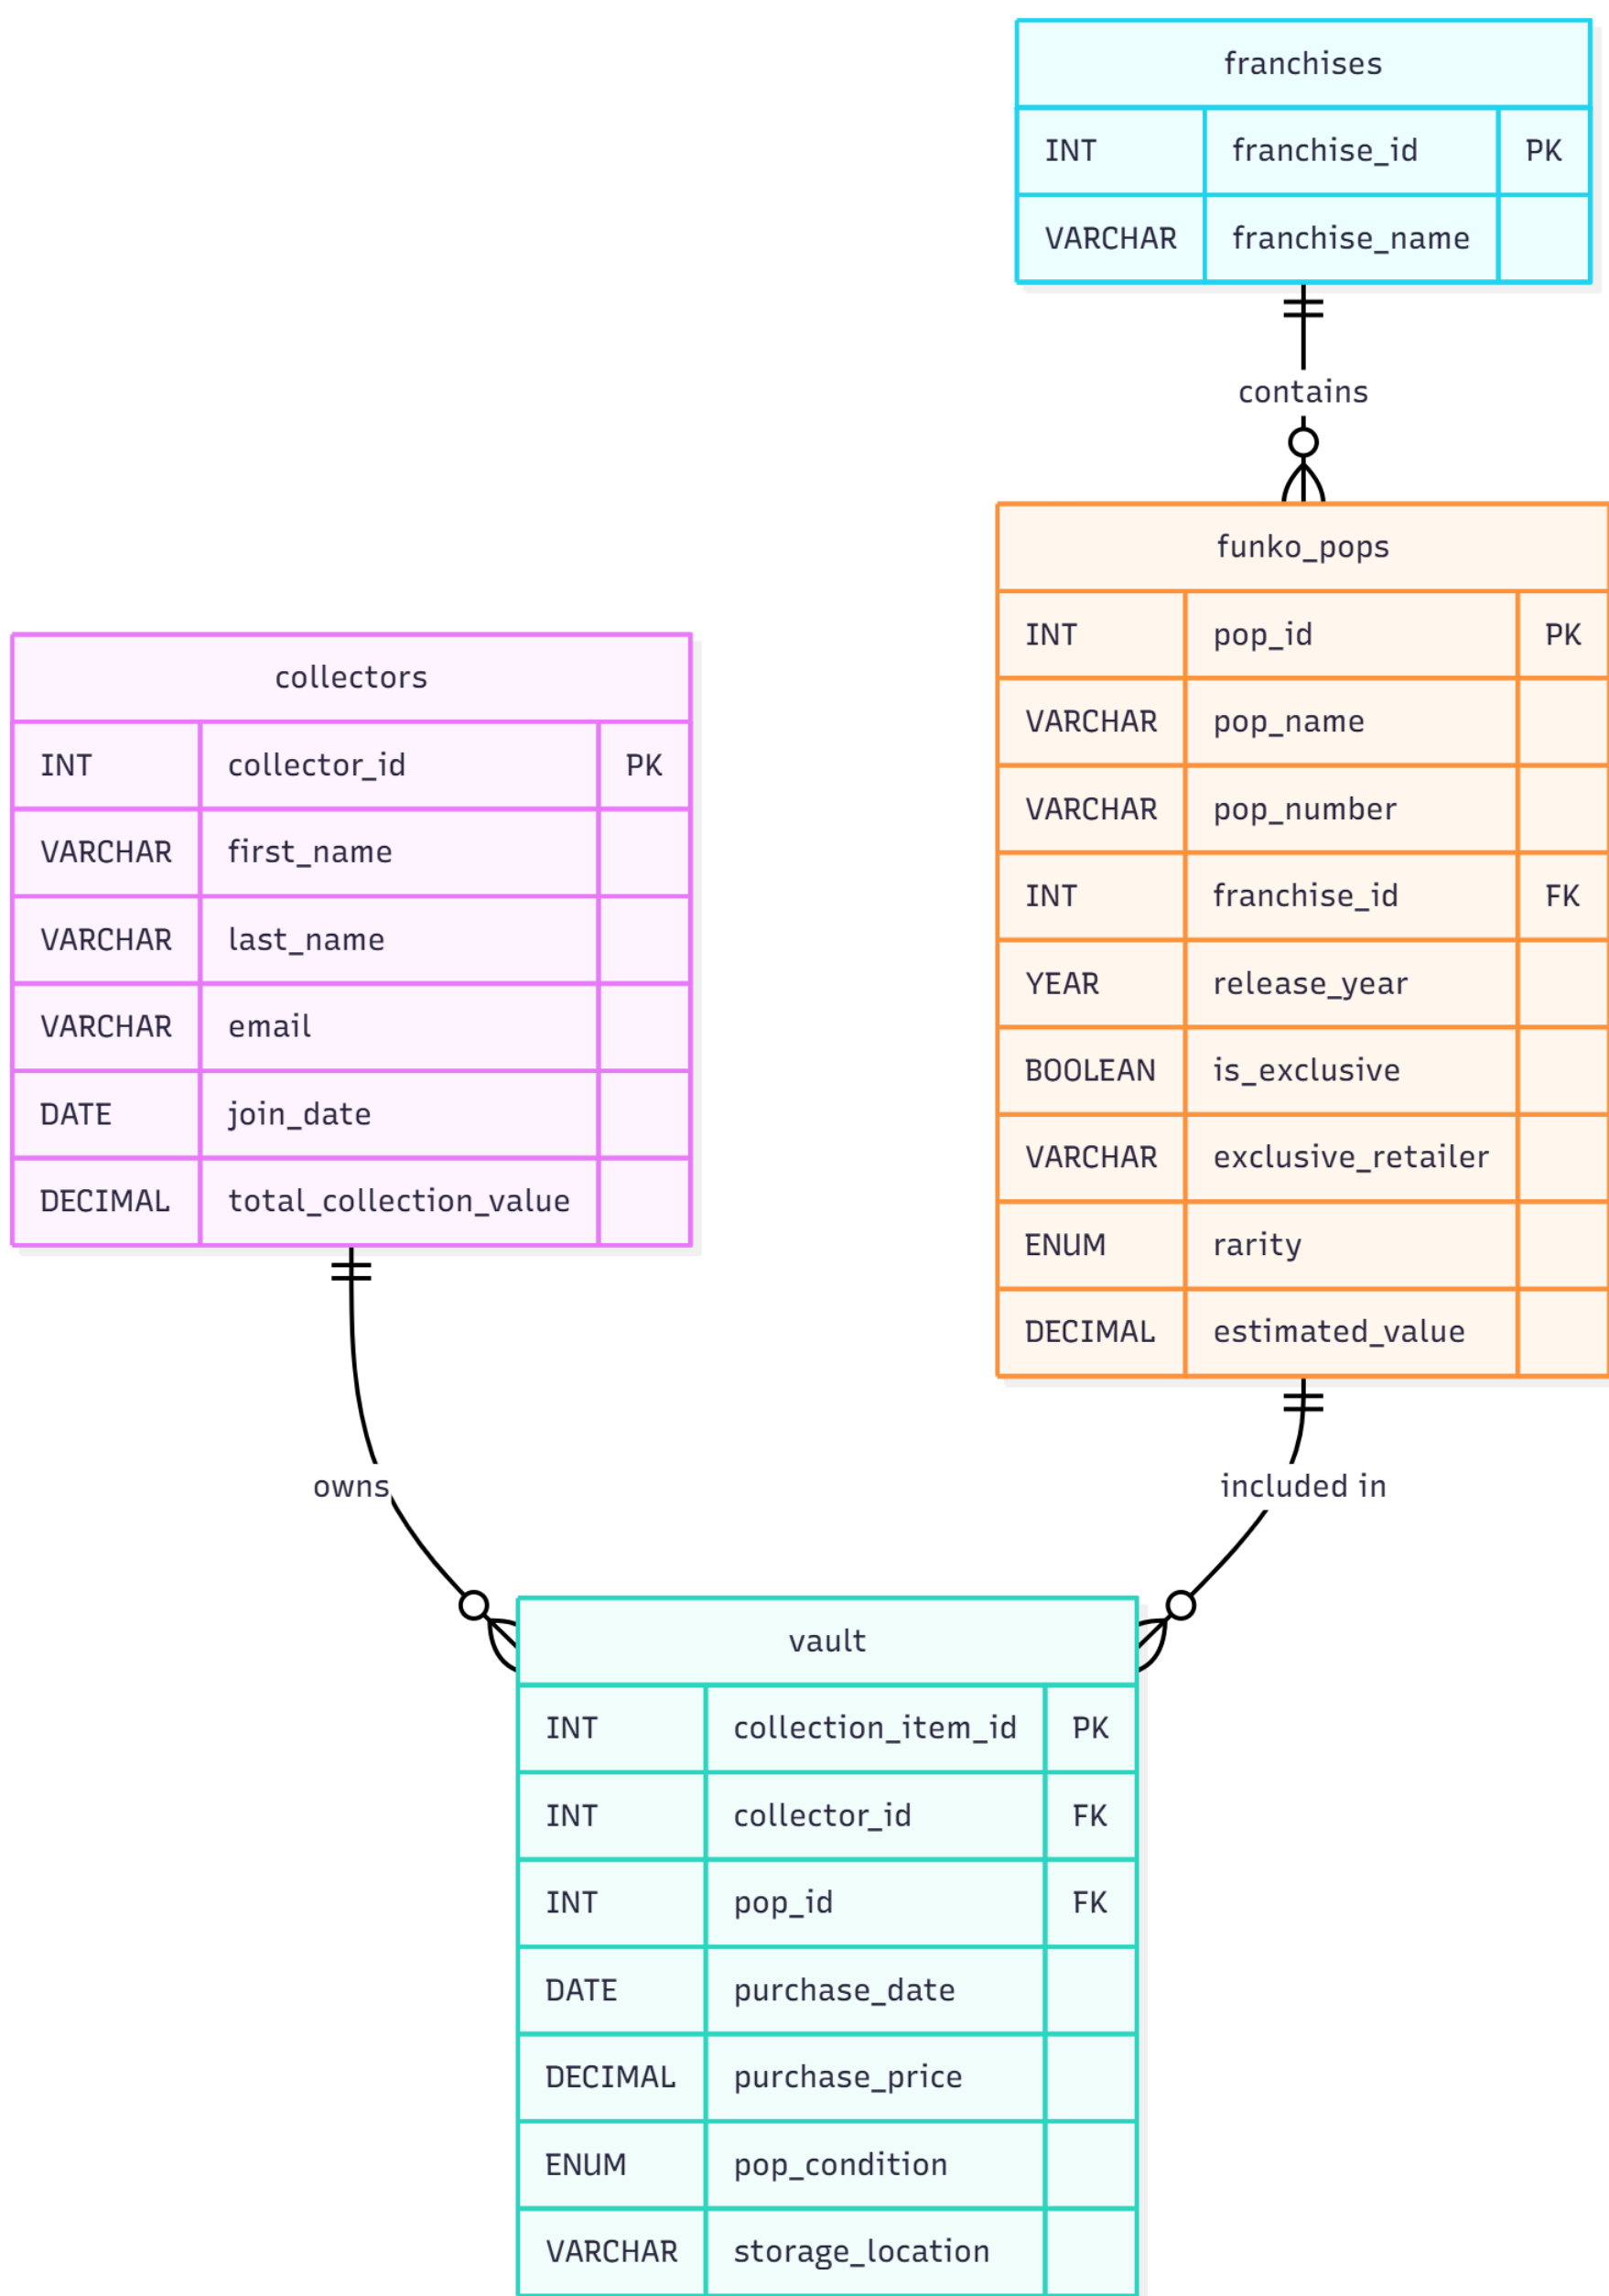 franchises
INT franchise_id PK
VARCHAR franchise_name
contains
funko_pops
INT pop_id PK
VARCHAR pop_name
VARCHAR pop_number
INT franchise_id FK
YEAR release_year
BOOLEAN is_exclusive
VARCHAR exclusive_retailer
ENUM rarity
DECIMAL estimated_value
collectors
INT collector_id PK
VARCHAR first_name
VARCHAR last_name
VARCHAR email
DATE join_date
DECIMAL total_collection_value
owns
included in
vault
INT collection_item_id PK
INT collector_id FK
INT pop_id FK
DATE purchase_date
DECIMAL purchase_price
ENUM pop_condition
VARCHAR storage_location